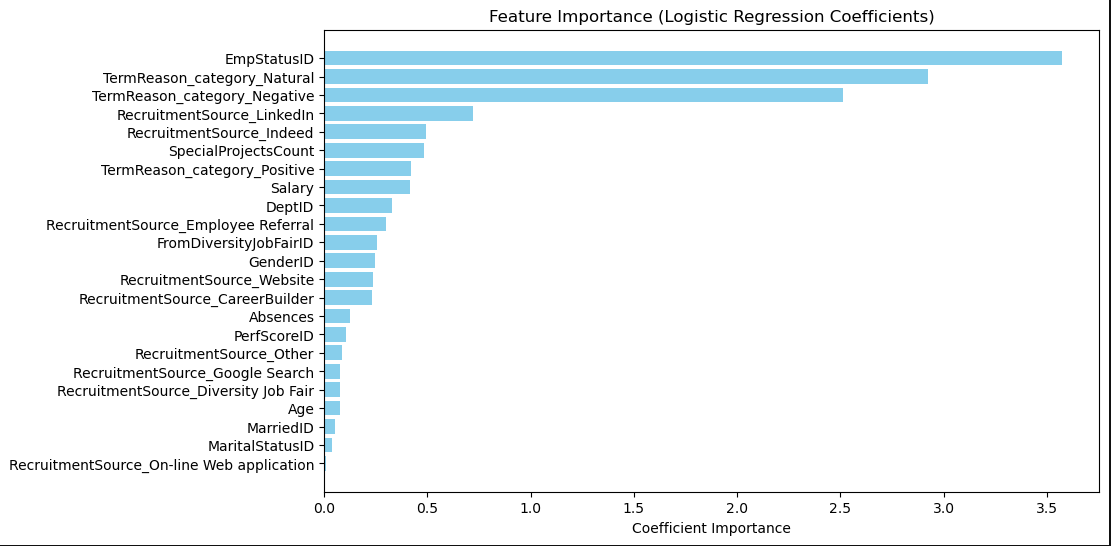 Feature Importance (Logistic Regression Coefficients)
EmpStatusID
TermReason_category_Natural
TermReason_category_Negative
RecruitmentSource_LinkedIn
RecruitmentSource_Indeed
SpecialProjectsCount
TermReason_category_Positive
Salary
DeptID
RecruitmentSource_Employee Referral
FromDiversityJobFairID
GenderID
RecruitmentSource_Website
RecruitmentSource_CareerBuilder
Absences
PerfScoreID
RecruitmentSource_Other
RecruitmentSource_Google Search
RecruitmentSource_Diversity Job Fair
Age
MarriedID
MaritalStatusID
RecruitmentSource_On-line Web application
0.0 0.5 1.0 1.5 2.0 2.5 3.0 3.5
Coefficient Importance